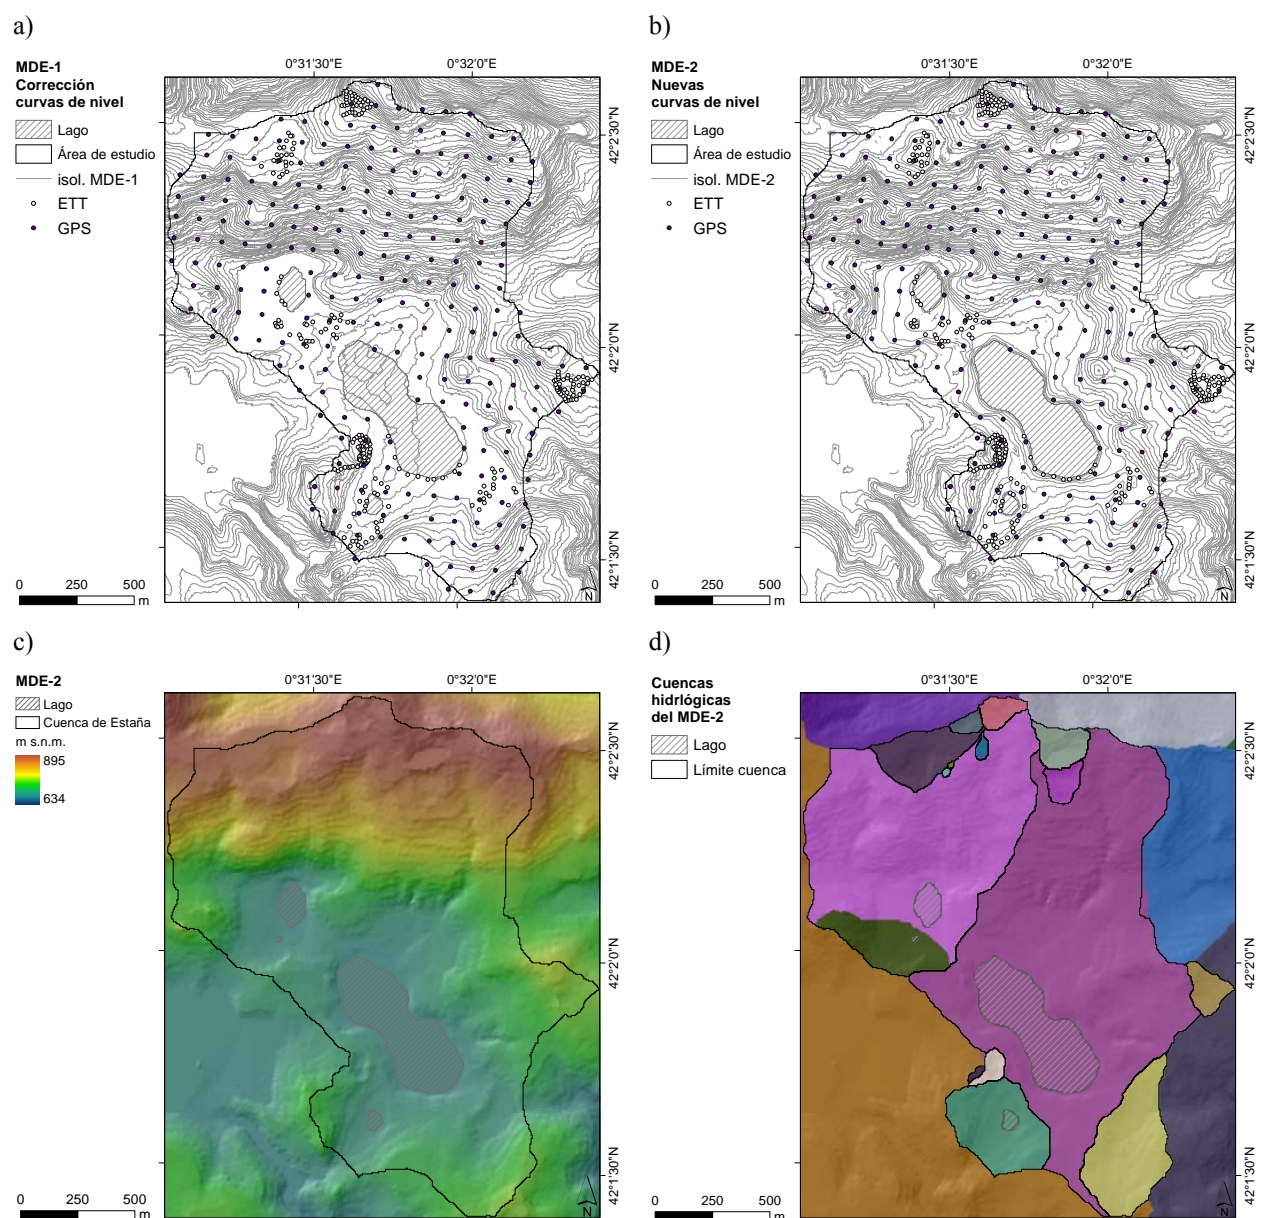 a)
MDE-1
Corrección
curvas de nivel
Lago
Área de estudio
isol. MDE-1
ETT
GPS
0°31'30"E
0°32'0"E
42°2'30"N
42°2'0"N
42°1'30"N
0
250
500
m
N
b)
MDE-2
Nuevas
curvas de nivel
Lago
Área de estudio
isol. MDE-2
ETT
GPS
0°31'30"E
0°32'0"E
42°2'30"N
42°2'0"N
42°1'30"N
0
250
500
m
N
c)
MDE-2
Lago
Cuenca de Estaña
m s.n.m.
895
634
0°31'30"E
0°32'0"E
42°2'30"N
42°2'0"N
42°1'30"N
0
250
500
m
N
d)
Cuencas
hidrlógicas
del MDE-2
Lago
Límite cuenca
0°31'30"E
0°32'0"E
42°2'30"N
42°2'0"N
42°1'30"N
0
250
500
m
N